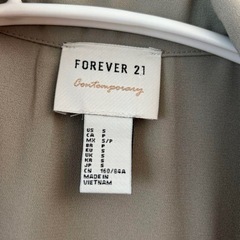 FOREVER 21
Contemporary
US S
CA P
MX S/P
BR P
EU S
UK S
KR S
JP S
CN 160/84A
MADE IN
VIETNAM